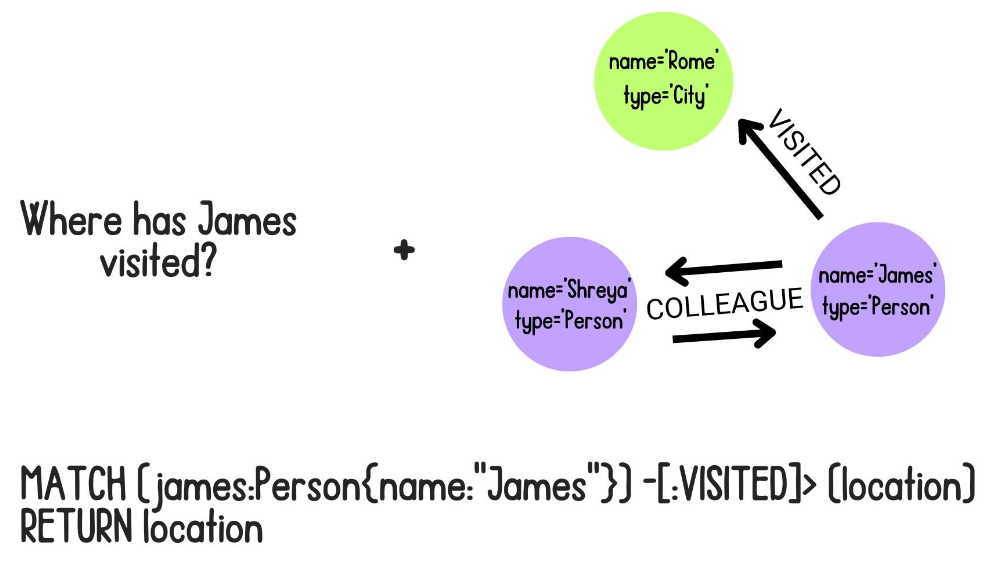 name='Rome'
type='City'
VISITED
Where has James
visited?
+
name='Shreya'
type='Person'
COLLEAGUE
name='James'
type='Person'
MATCH (james:Person{name:"James"}) -[:VISITED]> (location)
RETURN location